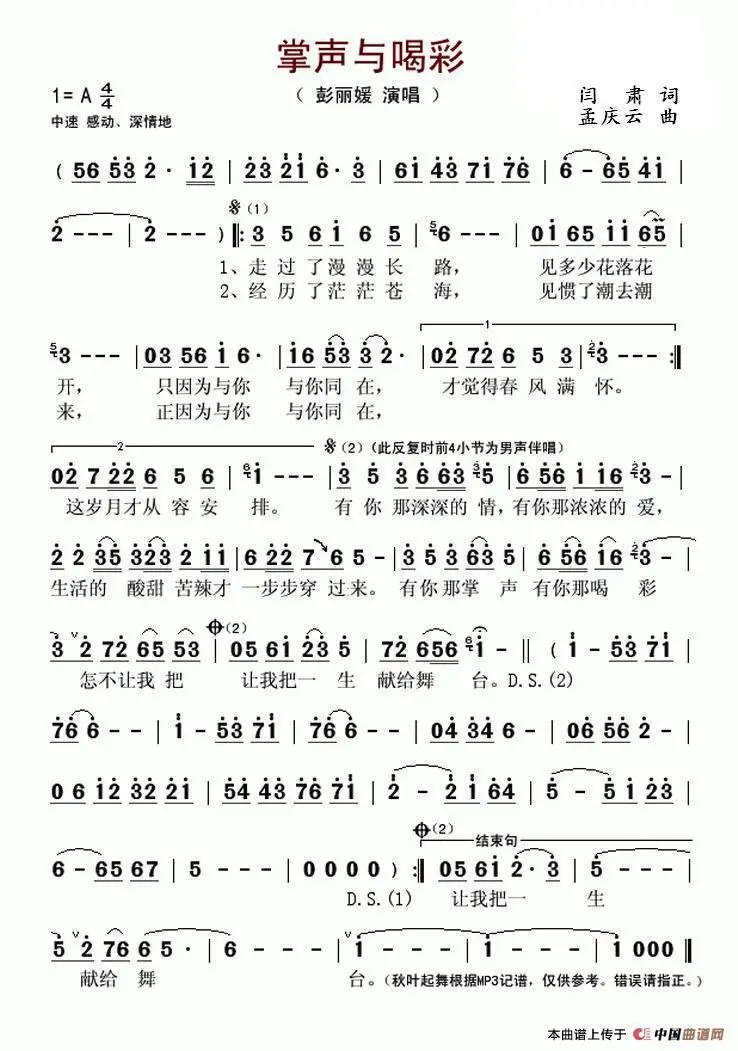 掌声与喝彩
（ 彭丽媛 演唱 ）
1= A 4/4
中速 感动、深情地
闫 肃 词
孟庆云 曲
( 56 53 2· 12 | 23 21 6· 3 | 61 43 71 76 | 6 - 65 41 |
(1)
2 - - - | 2 - - - ) ‖: 3 5 6 1 6 5 | 5 6 - - - | 01 65 11 65 |
1、走 过 了 漫 漫 长 路， 见多少花落花
2、经 历 了 茫 茫 苍 海， 见惯了潮去潮
1
5 3 - - - | 03 56 1 6· | 16 53 3 2· | 02 72 6 5 3 | 2 3 - - - :‖
开， 只因为与你 与你同 在， 才觉得春 风 满 怀。
来， 正因为与你 与你同 在，
2 (2)(此反复时前4小节为男声伴唱)
02 7 22 6 5 6 | 6 1 - - - | 3 5 3 63 5 | 6 56 1 16 3 |
这岁月才从 容 安 排。 有 你 那深深的 情，有你那浓浓的 爱，
2 2 35 323 2 11 | 6 22 7 6 5 - | 3 5 3 63 5 | 6 56 16 3 - |
生活的 酸甜 苦辣才 一步步穿 过来。 有你那掌 声 有你那喝 彩
(2)
3 2 72 65 53 | 05 61 23 5 | 72 656 1 - ‖ ( 1 - 53 71 |
怎不让我 把 让我把一 生 献给舞 台。D.S.(2)
76 6 - - | 1 - 53 71 | 76 6 - - | 04 34 6 - | 06 56 2 - |
0 6 12 32 21 | 54 43 76 71 | 2 - 21 64 | 5 - 51 23 |
(2) 结束句
6 - 65 67 | 5 - - - | 0 0 0 0 ) :‖ 05 61 2· 3 | 5 - - - |
D.S.(1) 让我把一 生
5 2 76 6 5· | 6 - - - | 1 - - - | 1 - - - | 1 000 ‖
献给 舞 台。(秋叶起舞根据MP3记谱，仅供参考。错误请指正。)
本曲谱上传于 中国曲谱网